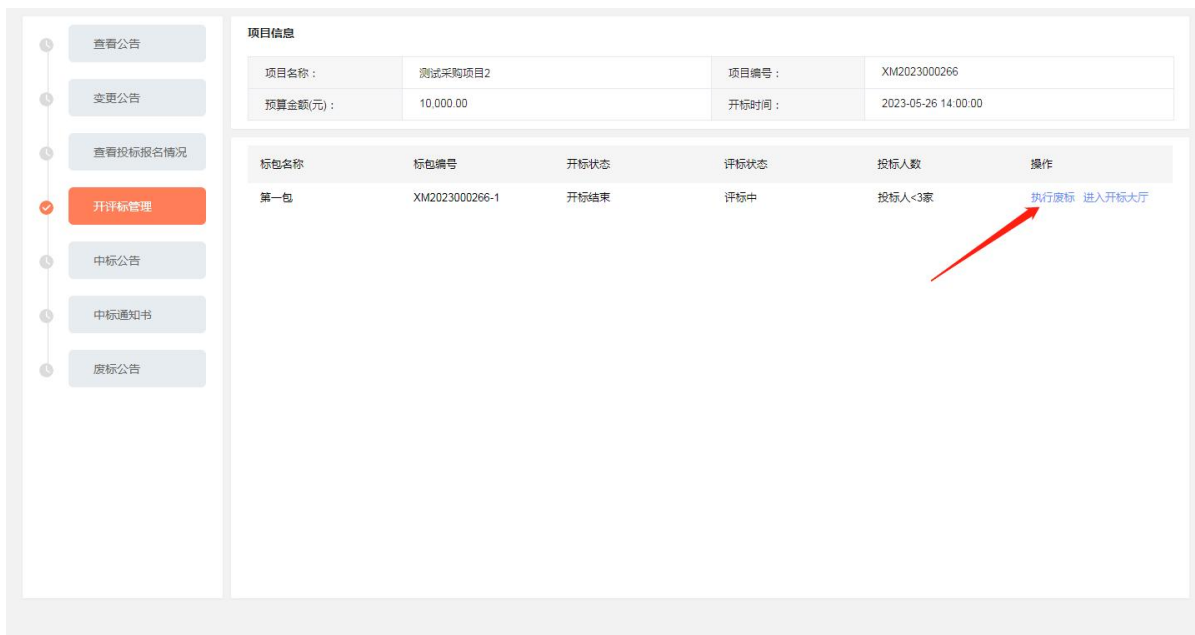 查看公告
变更公告
查看投标报名情况
开评标管理
中标公告
中标通知书
废标公告
项目信息
项目名称： 测试采购项目2 项目编号： XM2023000266
预算金额(元)： 10,000.00 开标时间： 2023-05-26 14:00:00
标包名称 标包编号 开标状态 评标状态 投标人数 操作
第一包 XM2023000266-1 开标结束 评标中 投标人<3家 执行废标 进入开标大厅